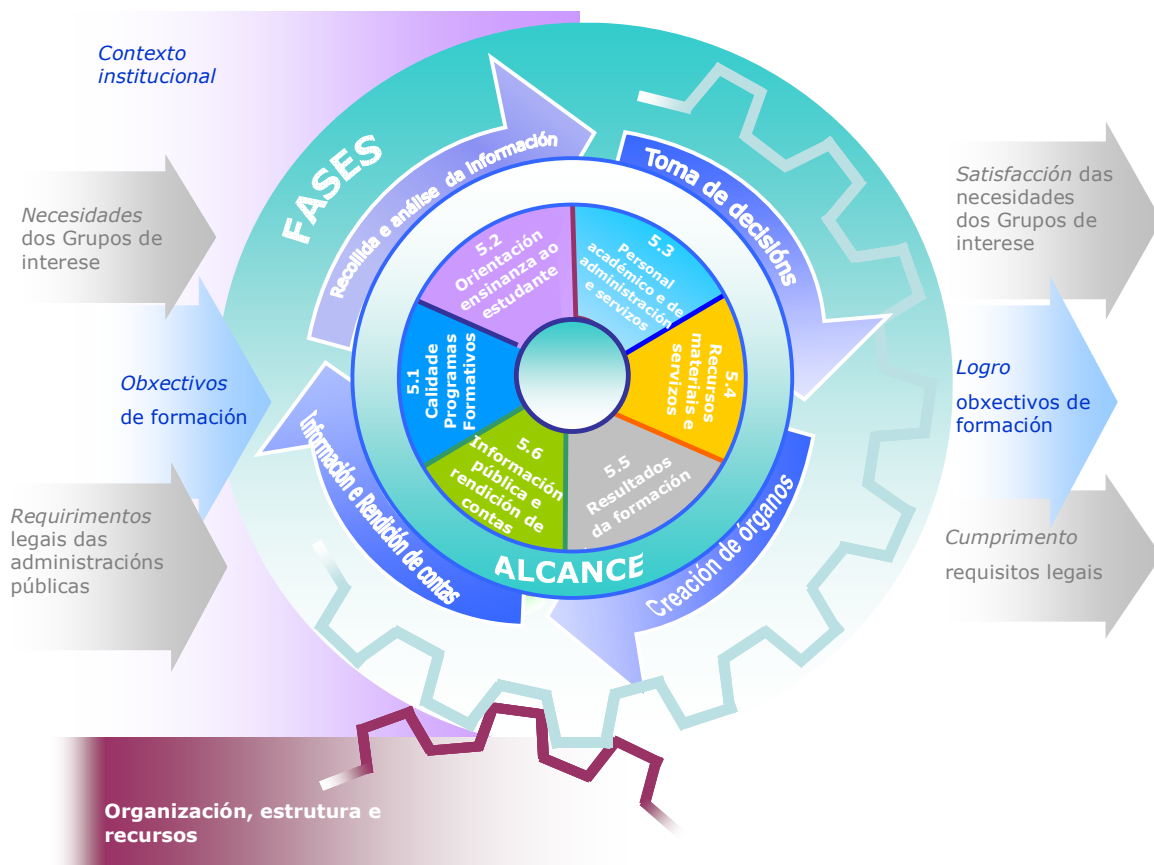 Contexto
institucional
FASES
Recollida e análise da información
Toma de decisións
Creación de órganos
Información e Rendición de contas
ALCANCE
Necesidades
dos Grupos de
interese
Obxectivos
de formación
Requirimentos
legal das
administracións
públicas
5.1
Calidade
Programas
Formativos
5.2
Orientación
ensinanza ao
estudante
5.3
Personal
académico e de
administración
e servizos
5.4
Recursos
materiais e
servizos
5.5
Resultados
da formación
5.6
Información
pública e
rendición de
contas
Satisfacción das
necesidades
dos Grupos de
interese
Logro
obxectivos de
formación
Cumprimento
requisitos legais
Organización, estrutura e
recursos